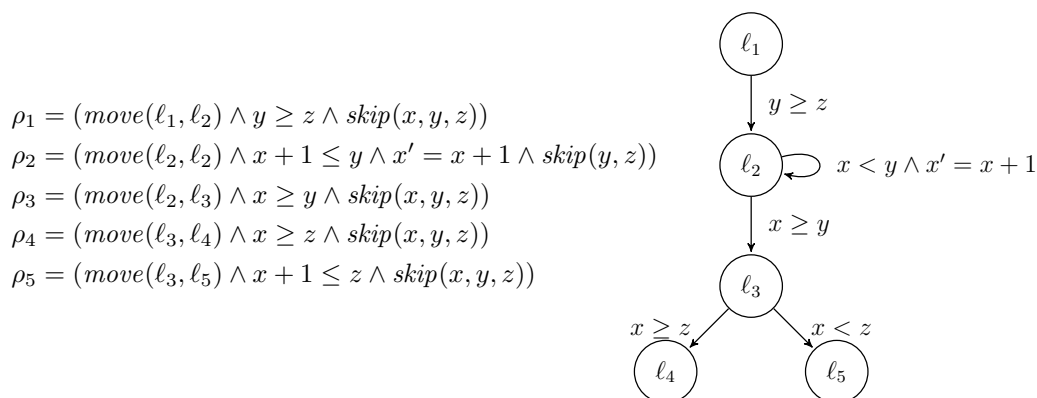 ρ₁ = (move(ℓ₁, ℓ₂) ∧ y ≥ z ∧ skip(x, y, z))
ρ₂ = (move(ℓ₂, ℓ₂) ∧ x + 1 ≤ y ∧ x′ = x + 1 ∧ skip(y, z))
ρ₃ = (move(ℓ₂, ℓ₃) ∧ x ≥ y ∧ skip(x, y, z))
ρ₄ = (move(ℓ₃, ℓ₄) ∧ x ≥ z ∧ skip(x, y, z))
ρ₅ = (move(ℓ₃, ℓ₅) ∧ x + 1 ≤ z ∧ skip(x, y, z))
ℓ₁
y ≥ z
ℓ₂
x < y ∧ x′ = x + 1
x ≥ y
ℓ₃
x ≥ z
x < z
ℓ₄
ℓ₅